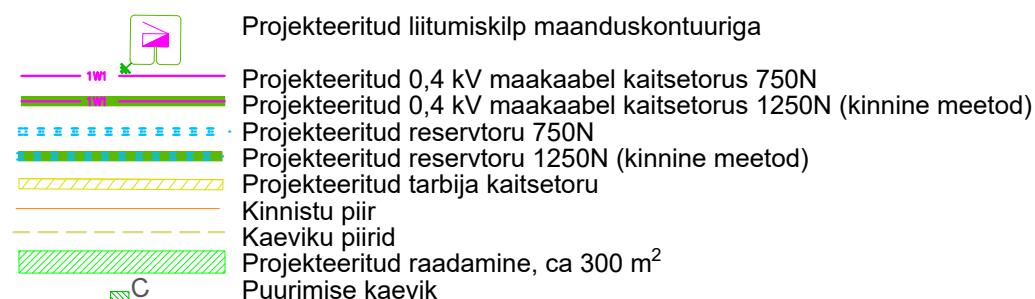 Projekteeritud liitumiskilp maanduskontuuriga
1W1 Projekteeritud 0,4 kV maakaabel kaitsetorus 750N
1W1 Projekteeritud 0,4 kV maakaabel kaitsetorus 1250N (kinnine meetod)
Projekteeritud reservtoru 750N
Projekteeritud reservtoru 1250N (kinnine meetod)
Projekteeritud tarbija kaitsetoru
Kinnistu piir
Kaeviku piirid
Projekteeritud raadamine, ca 300 m²
C Puurimise kaevik